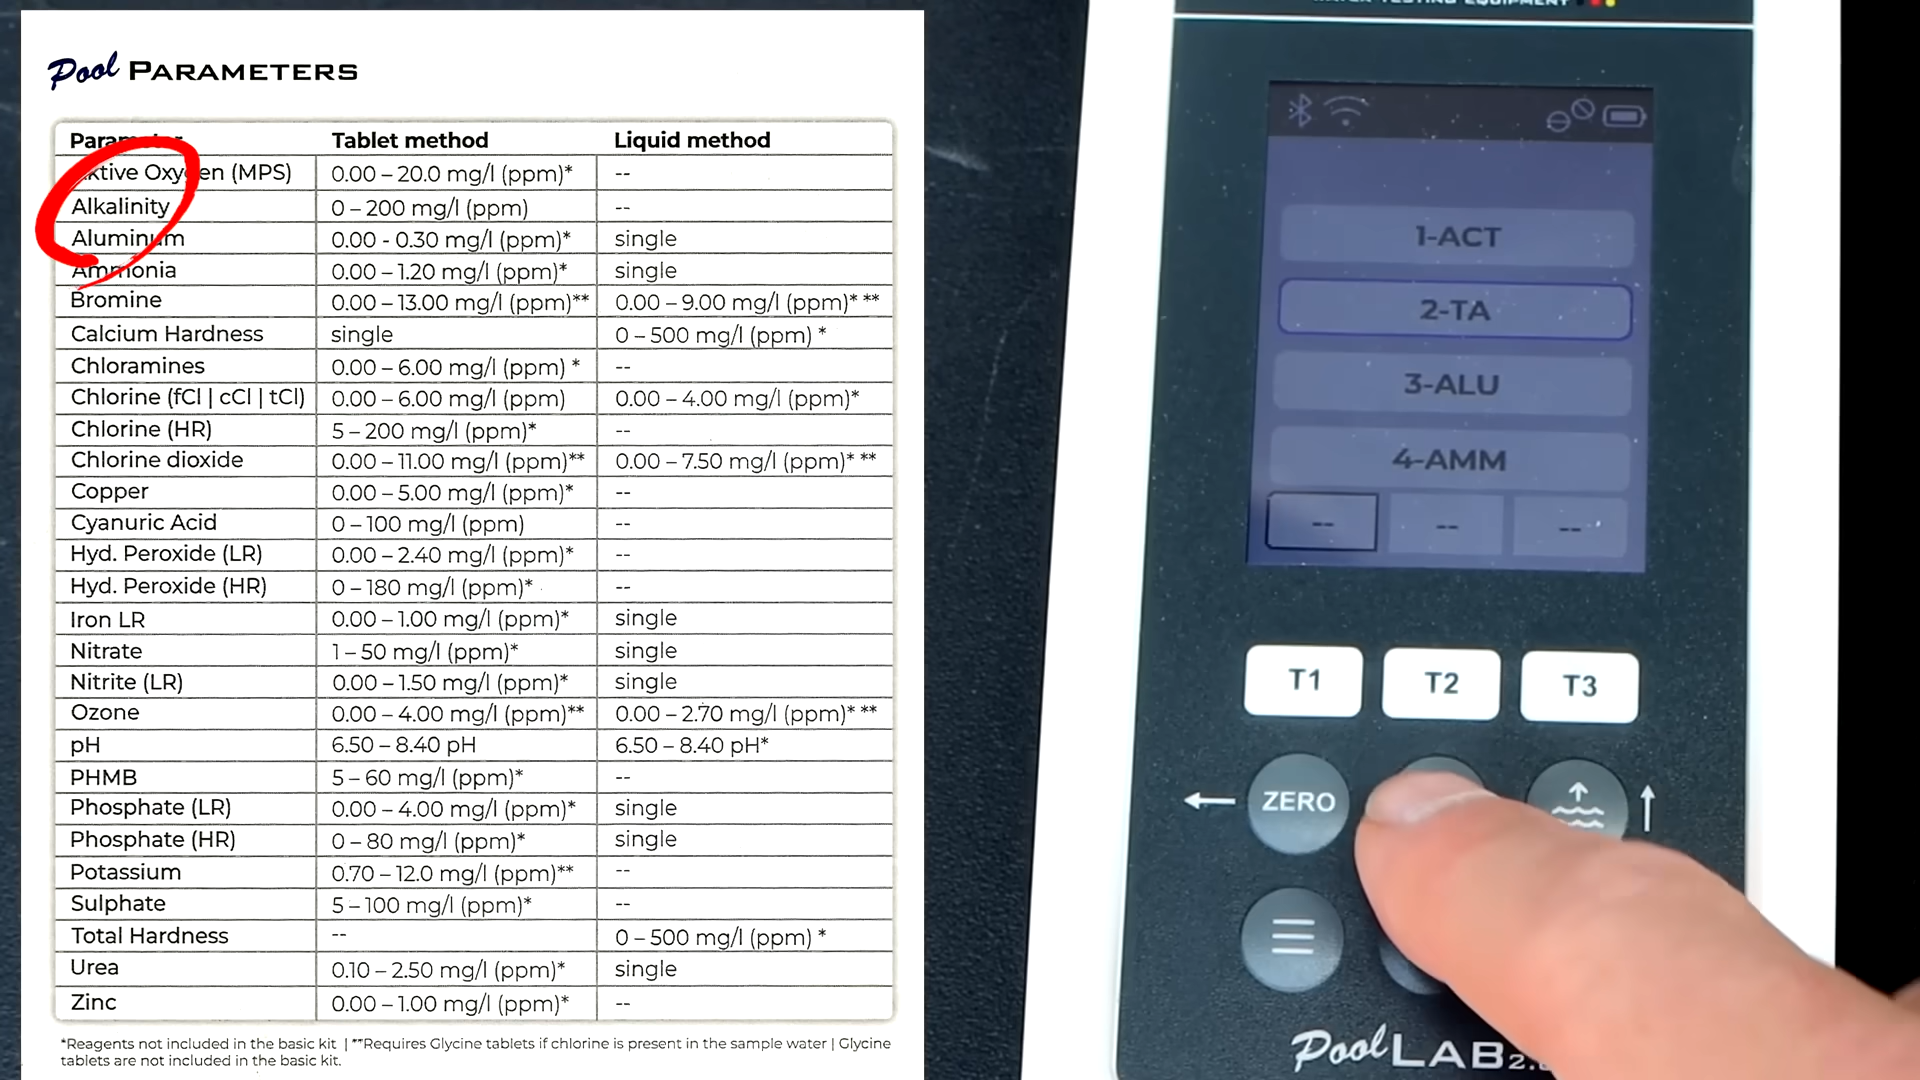 Pool PARAMETERS
Parameter Tablet method Liquid method
Aktive Oxygen (MPS) 0.00 – 20.0 mg/l (ppm)* --
Alkalinity 0 – 200 mg/l (ppm) --
Aluminum 0.00 - 0.30 mg/l (ppm)* single
Ammonia 0.00 – 1.20 mg/l (ppm)* single
Bromine 0.00 – 13.00 mg/l (ppm)** 0.00 – 9.00 mg/l (ppm)* **
Calcium Hardness single 0 – 500 mg/l (ppm) *
Chloramines 0.00 – 6.00 mg/l (ppm) * --
Chlorine (fCl | cCl | tCl) 0.00 – 6.00 mg/l (ppm) 0.00 – 4.00 mg/l (ppm)*
Chlorine (HR) 5 – 200 mg/l (ppm)* --
Chlorine dioxide 0.00 – 11.00 mg/l (ppm)** 0.00 – 7.50 mg/l (ppm)* **
Copper 0.00 – 5.00 mg/l (ppm)* --
Cyanuric Acid 0 – 100 mg/l (ppm) --
Hyd. Peroxide (LR) 0.00 – 2.40 mg/l (ppm)* --
Hyd. Peroxide (HR) 0 – 180 mg/l (ppm)* --
Iron LR 0.00 – 1.00 mg/l (ppm)* single
Nitrate 1 – 50 mg/l (ppm)* single
Nitrite (LR) 0.00 – 1.50 mg/l (ppm)* single
Ozone 0.00 – 4.00 mg/l (ppm)** 0.00 – 2.70 mg/l (ppm)* **
pH 6.50 – 8.40 pH 6.50 – 8.40 pH*
PHMB 5 – 60 mg/l (ppm)* --
Phosphate (LR) 0.00 – 4.00 mg/l (ppm)* single
Phosphate (HR) 0 – 80 mg/l (ppm)* single
Potassium 0.70 – 12.0 mg/l (ppm)** --
Sulphate 5 – 100 mg/l (ppm)* --
Total Hardness -- 0 – 500 mg/l (ppm) *
Urea 0.10 – 2.50 mg/l (ppm)* single
Zinc 0.00 – 1.00 mg/l (ppm)* --
*Reagents not included in the basic kit | **Requires Glycine tablets if chlorine is present in the sample water | Glycine
tablets are not included in the basic kit.
WATER TESTING EQUIPMENT
1-ACT
2-TA
3-ALU
4-AMM
-- -- --
T1 T2 T3
ZERO
Pool LAB 2.